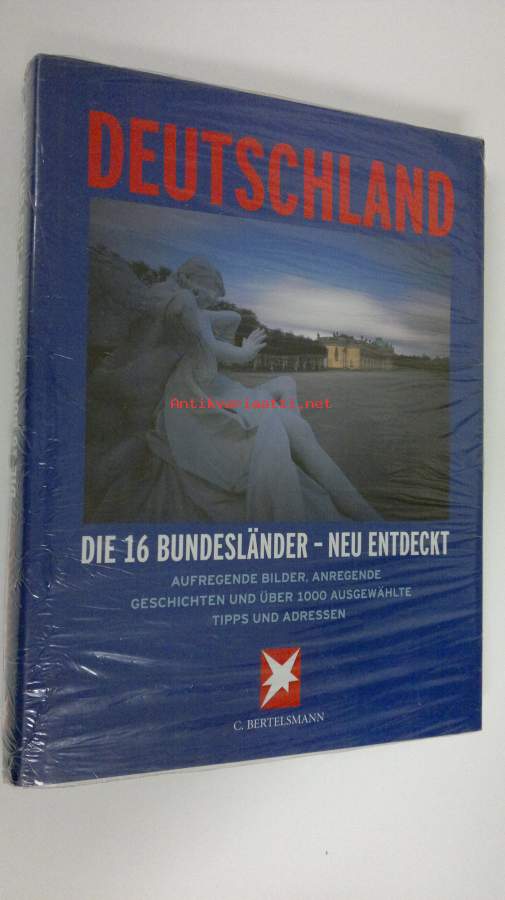 DEUTSCHLAND
Antikvariaatti.net
DIE 16 BUNDESLÄNDER – NEU ENTDECKT
AUFREGENDE BILDER, ANREGENDE
GESCHICHTEN UND ÜBER 1000 AUSGEWÄHLTE
TIPPS UND ADRESSEN
C. BERTELSMANN